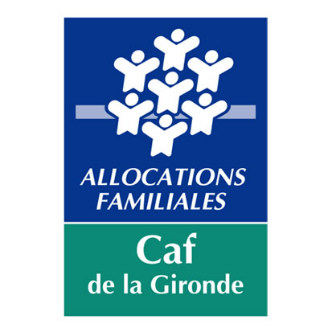 ALLOCATIONS
FAMILIALES
Caf
de la Gironde